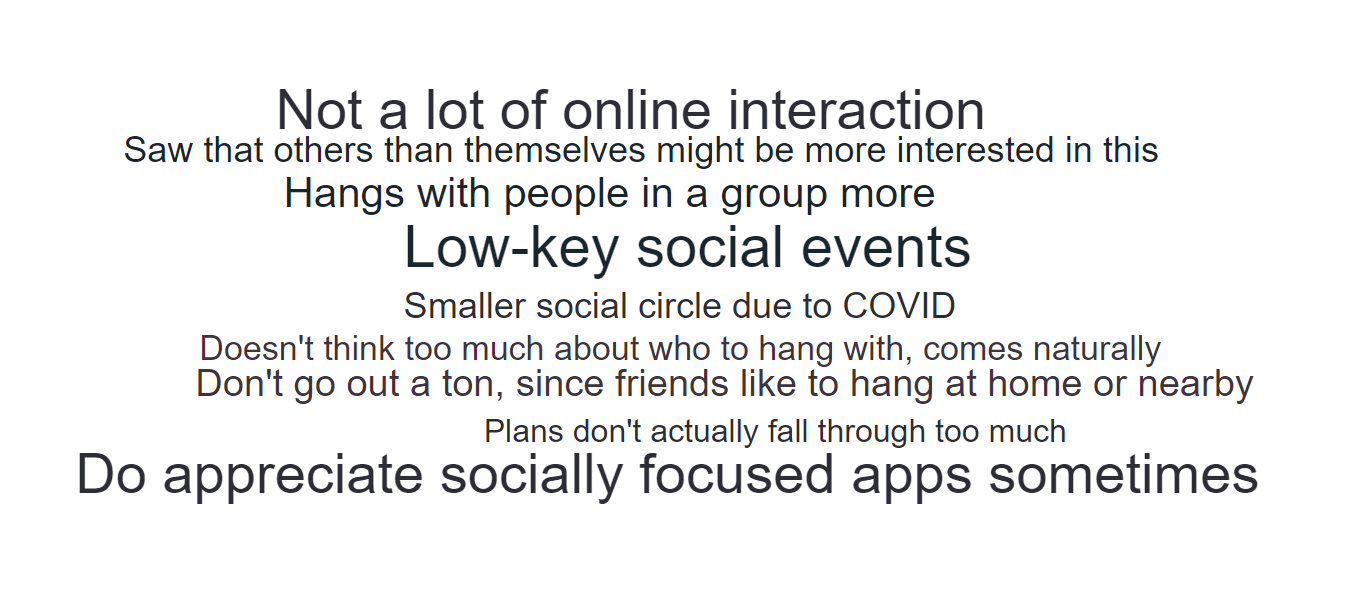 Not a lot of online interaction
Saw that others than themselves might be more interested in this
Hangs with people in a group more
Low-key social events
Smaller social circle due to COVID
Doesn't think too much about who to hang with, comes naturally
Don't go out a ton, since friends like to hang at home or nearby
Plans don't actually fall through too much
Do appreciate socially focused apps sometimes